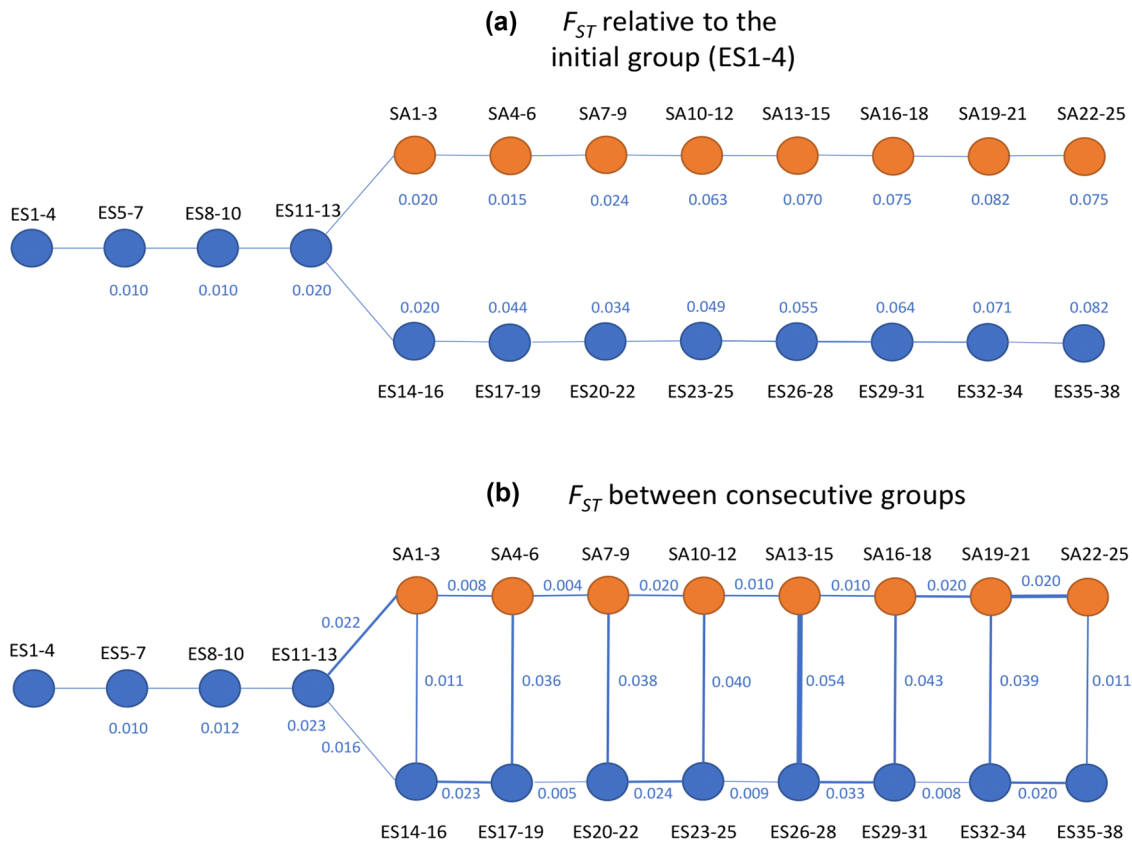 (a) FST relative to the
initial group (ES1-4)
SA1-3 SA4-6 SA7-9 SA10-12 SA13-15 SA16-18 SA19-21 SA22-25
0.020 0.015 0.024 0.063 0.070 0.075 0.082 0.075
ES1-4 ES5-7 ES8-10 ES11-13
0.010 0.010 0.020
0.020 0.044 0.034 0.049 0.055 0.064 0.071 0.082
ES14-16 ES17-19 ES20-22 ES23-25 ES26-28 ES29-31 ES32-34 ES35-38
(b) FST between consecutive groups
SA1-3 SA4-6 SA7-9 SA10-12 SA13-15 SA16-18 SA19-21 SA22-25
0.008 0.004 0.020 0.010 0.010 0.020 0.020
0.022
ES1-4 ES5-7 ES8-10 ES11-13
0.011 0.036 0.038 0.040 0.054 0.043 0.039 0.011
0.010 0.012 0.023
0.016
0.023 0.005 0.024 0.009 0.033 0.008 0.020
ES14-16 ES17-19 ES20-22 ES23-25 ES26-28 ES29-31 ES32-34 ES35-38